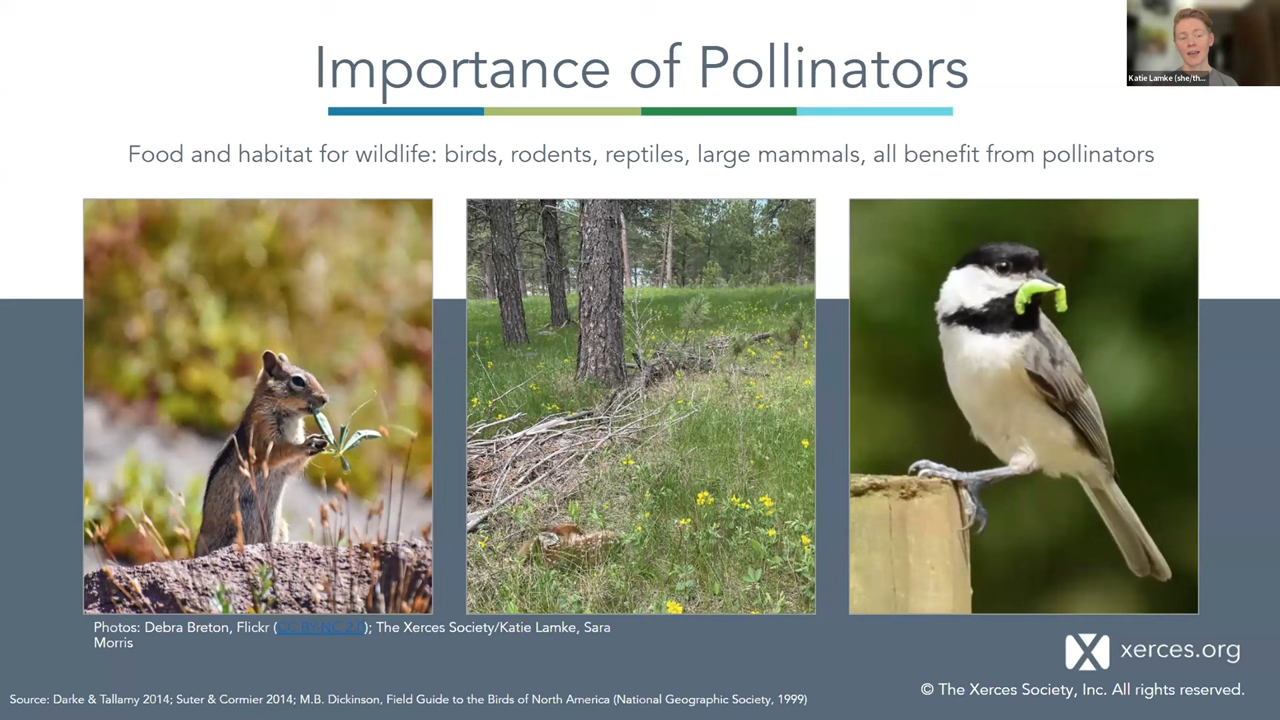 Importance of Pollinators
Katie Lamke (she/th...
Food and habitat for wildlife: birds, rodents, reptiles, large mammals, all benefit from pollinators
Photos: Debra Breton, Flickr (CC BY-NC 2.0); The Xerces Society/Katie Lamke, Sara
Morris
xerces.org
© The Xerces Society, Inc. All rights reserved.
Source: Darke & Tallamy 2014; Suter & Cormier 2014; M.B. Dickinson, Field Guide to the Birds of North America (National Geographic Society, 1999)